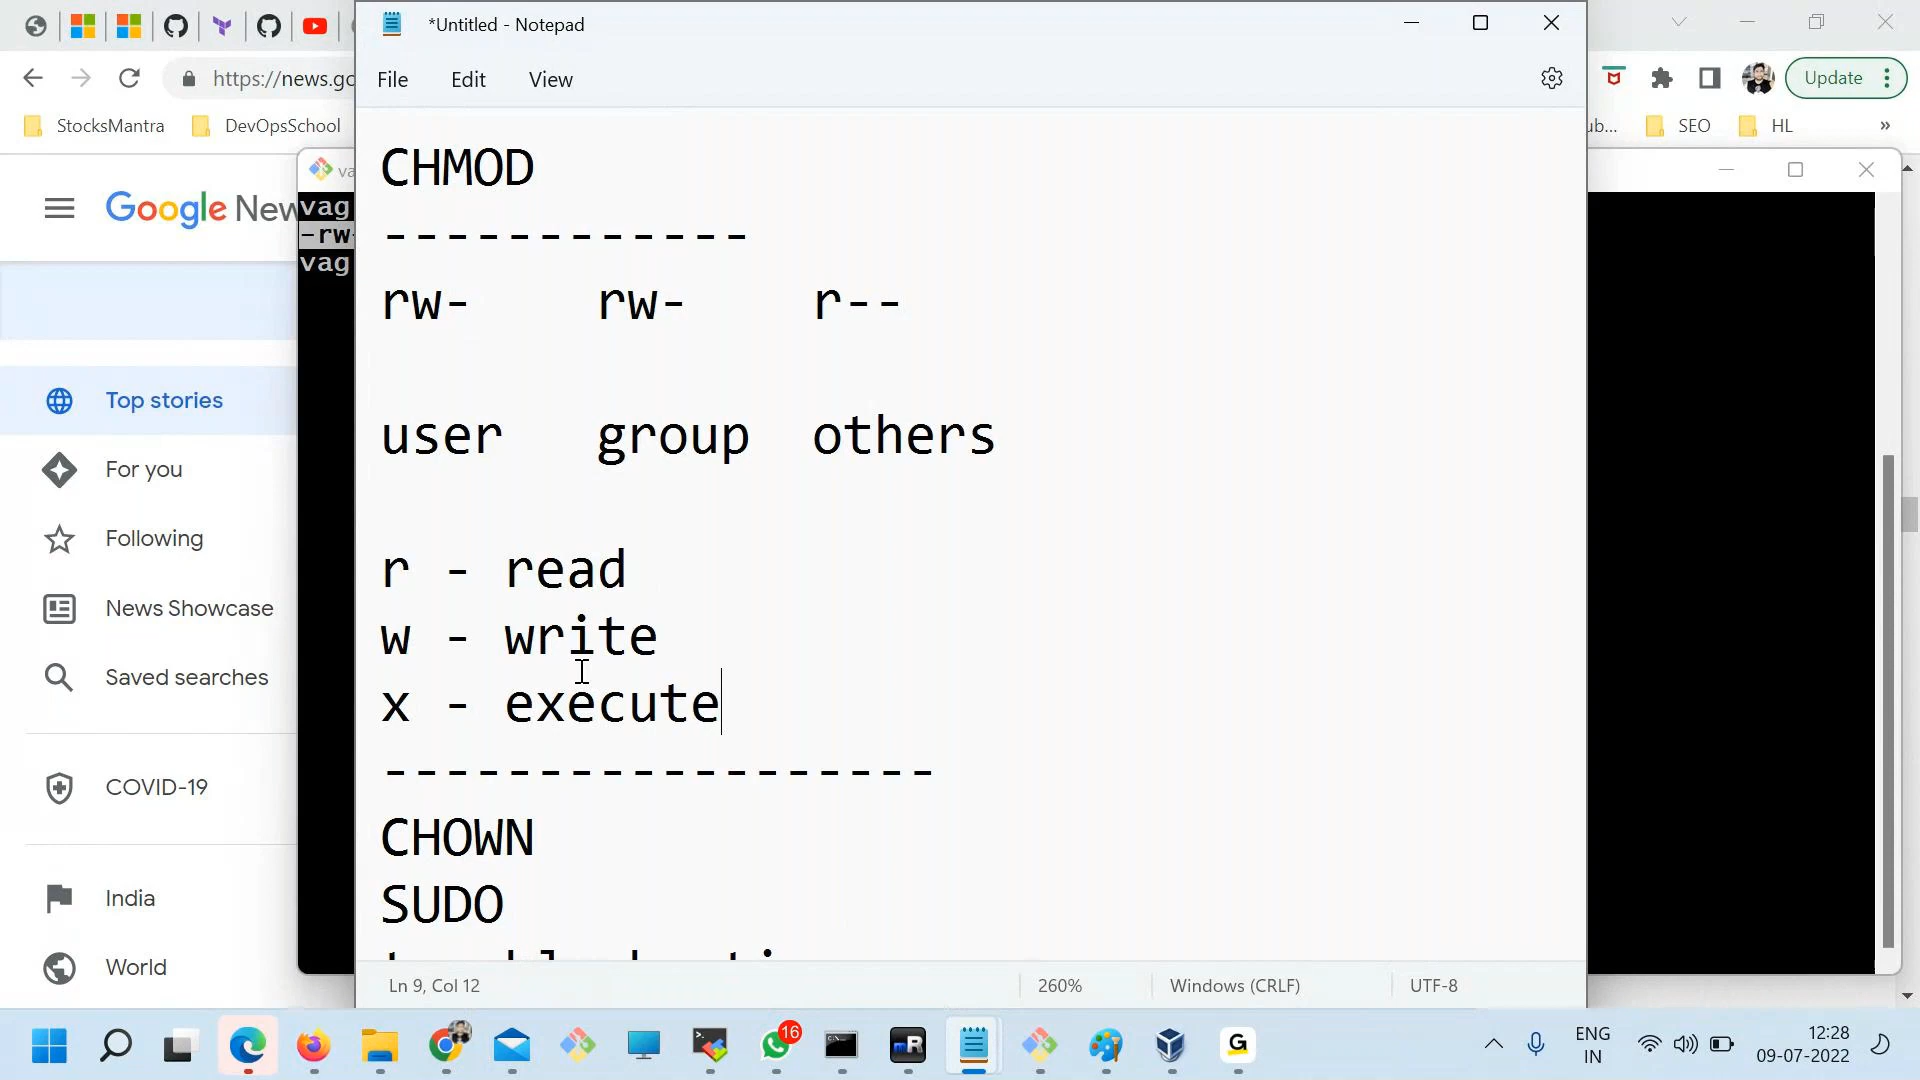 *Untitled - Notepad
File Edit View
https://news.go
Update
StocksMantra
DevOpsSchool
SEO
HL
»
Google New
Top stories
For you
Following
News Showcase
Saved searches
COVID-19
India
World
vag
-rw-
vag
CHMOD
------------
rw- rw- r--
user group others
r - read
w - write
x - execute
------------------
CHOWN
SUDO
Ln 9, Col 12
260%
Windows (CRLF)
UTF-8
16
ENG
IN
12:28
09-07-2022